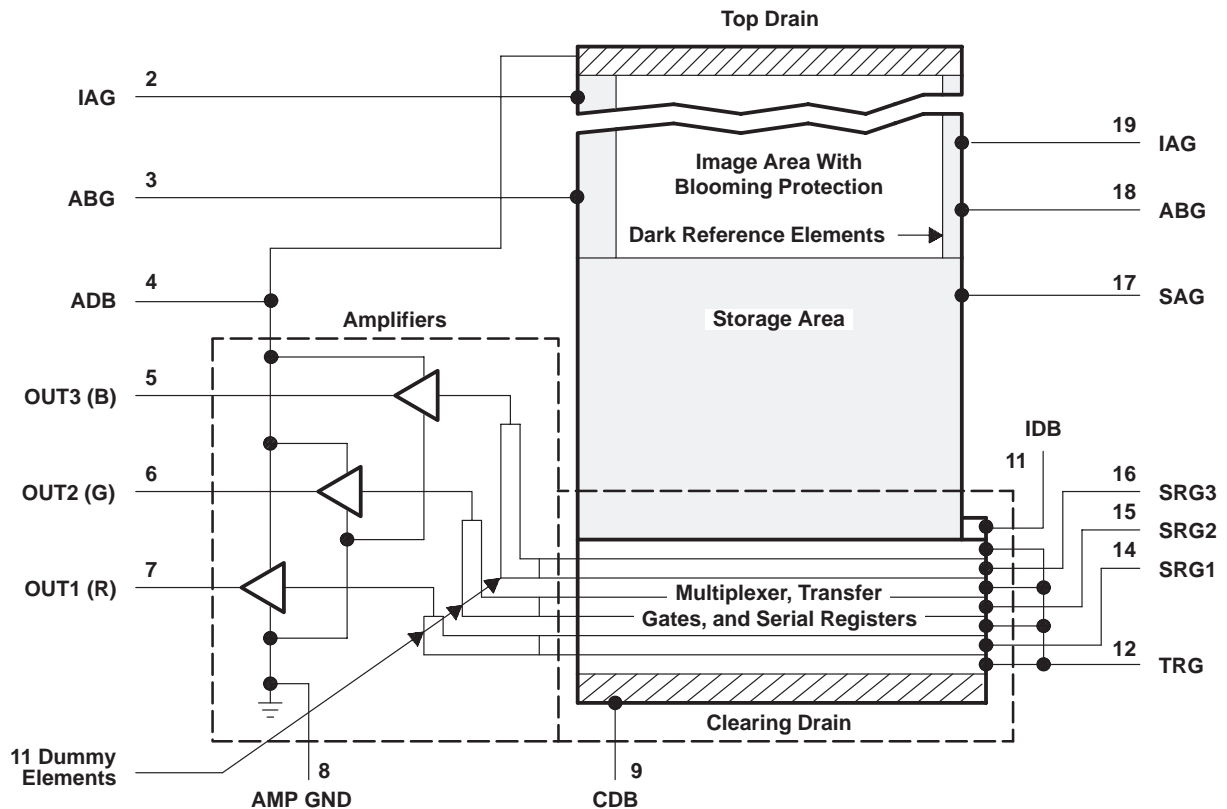 Top Drain
2
IAG
19
IAG
Image Area With
Blooming Protection
3
ABG
18
ABG
Dark Reference Elements
4
ADB
17
SAG
Storage Area
Amplifiers
5
OUT3 (B)
IDB
11
6
OUT2 (G)
16
SRG3
15
SRG2
14
SRG1
7
OUT1 (R)
Multiplexer, Transfer
Gates, and Serial Registers
12
TRG
Clearing Drain
11 Dummy
Elements
8
AMP GND
9
CDB